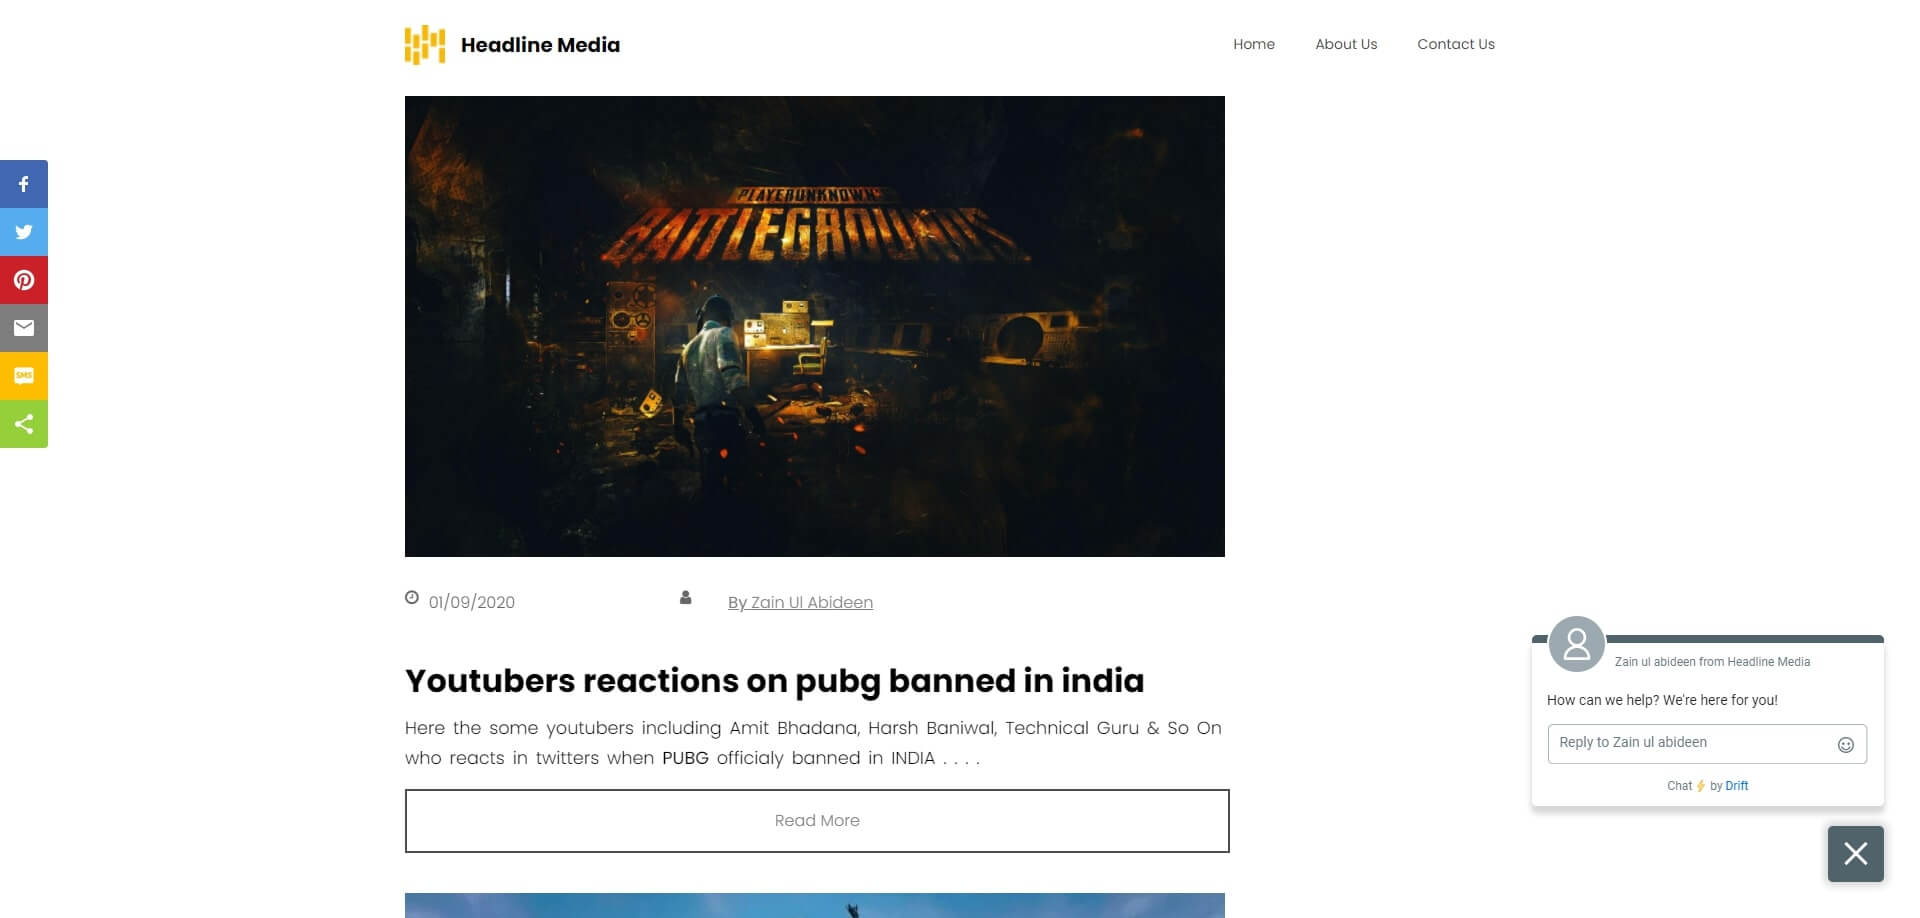 Headline Media
Home
About Us
Contact Us
PLAYERUNKNOWN'S
BATTLEGROUNDS
SMS
01/09/2020
By Zain Ul Abideen
Youtubers reactions on pubg banned in india
Here the some youtubers including Amit Bhadana, Harsh Baniwal, Technical Guru & So On
who reacts in twitters when PUBG officialy banned in INDIA . . . .
Read More
Zain ul abideen from Headline Media
How can we help? We're here for you!
Reply to Zain ul abideen
Chat ⚡ by Drift